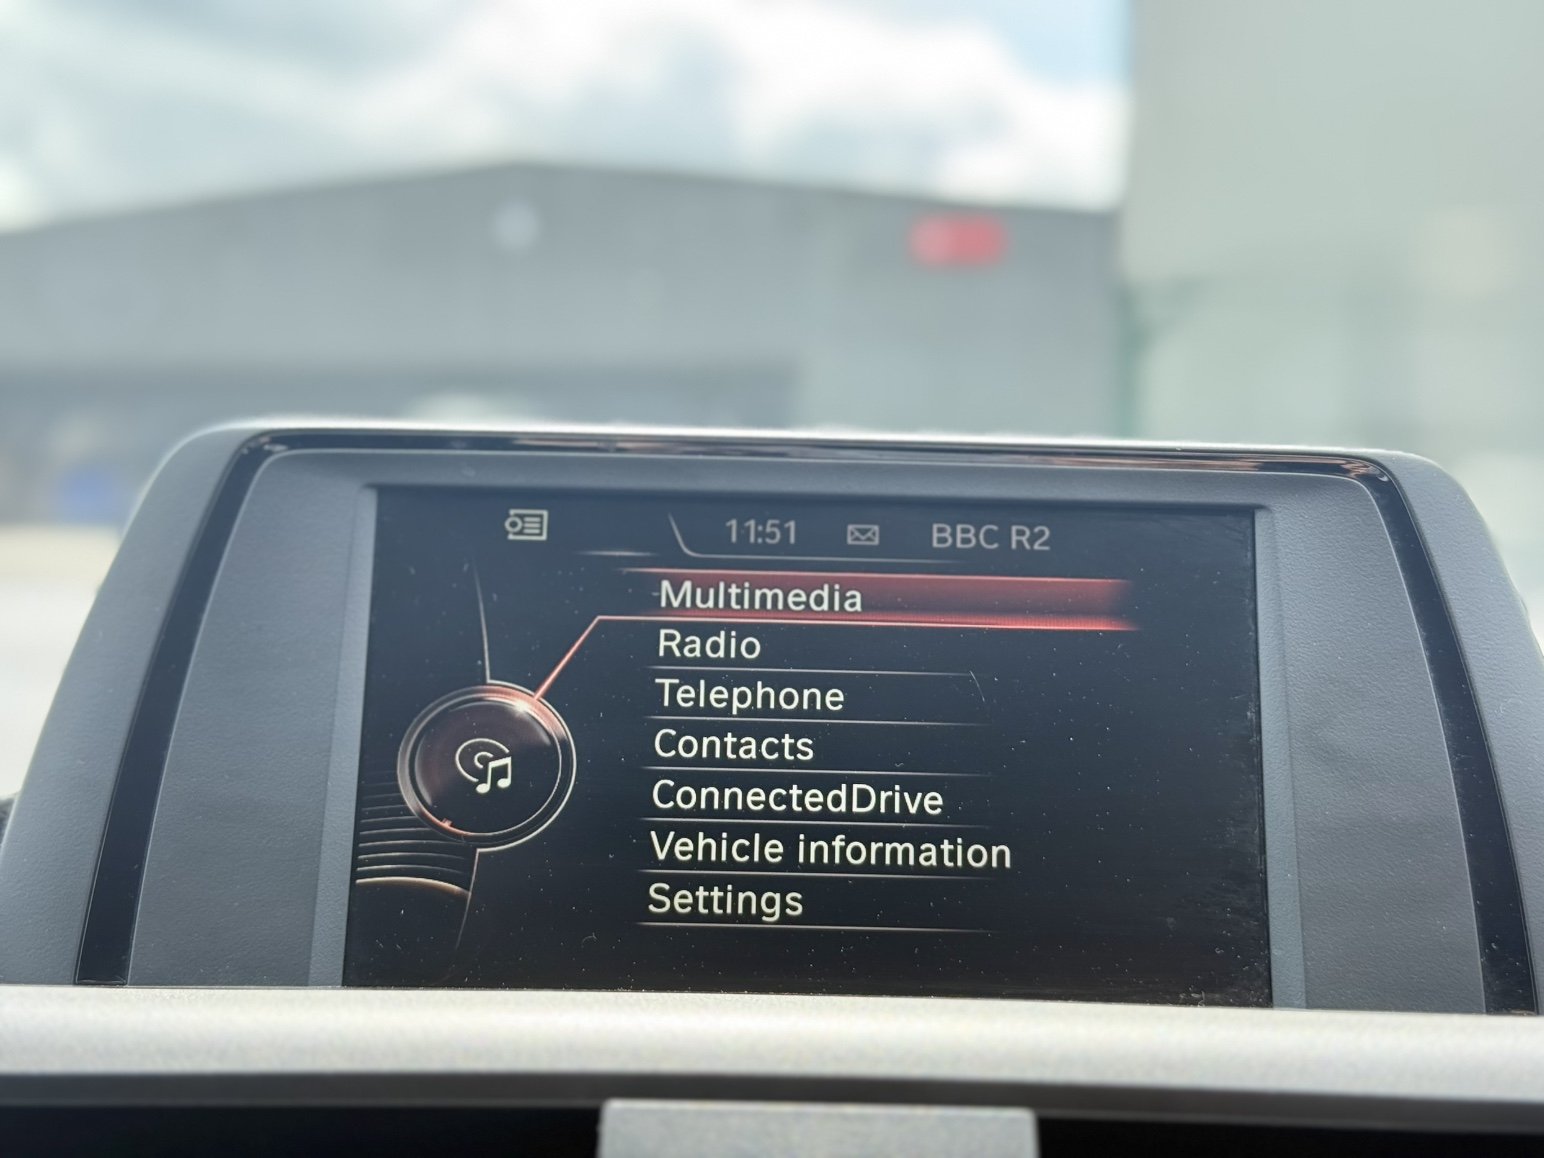 11:51 BBC R2
Multimedia
Radio
Telephone
Contacts
ConnectedDrive
Vehicle information
Settings